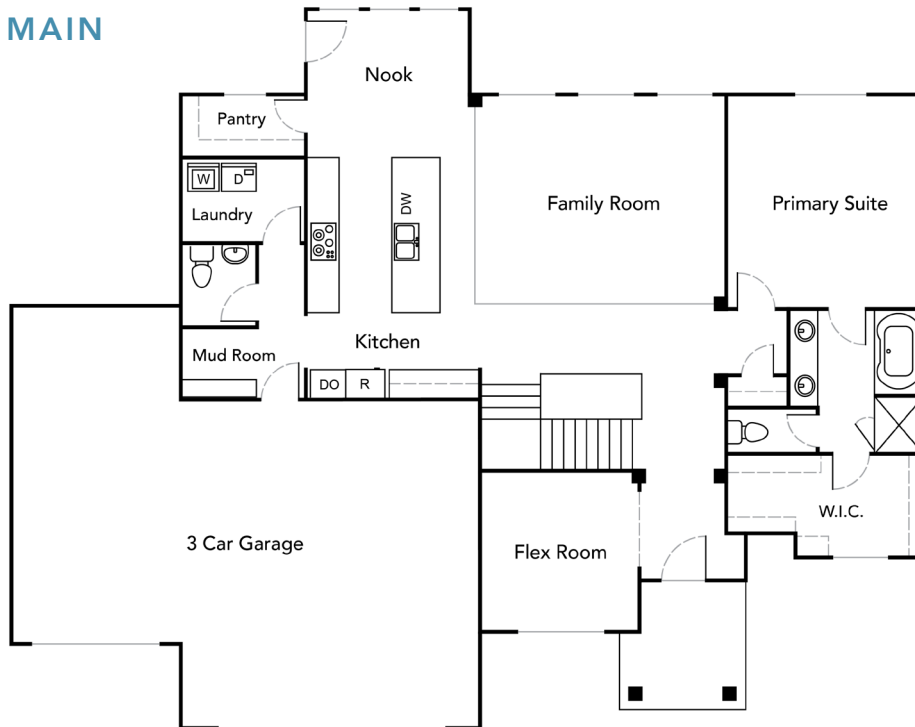 MAIN
Nook
Pantry
W D
DW
Laundry
Family Room
Primary Suite
Kitchen
Mud Room
DO R
W.I.C.
3 Car Garage
Flex Room